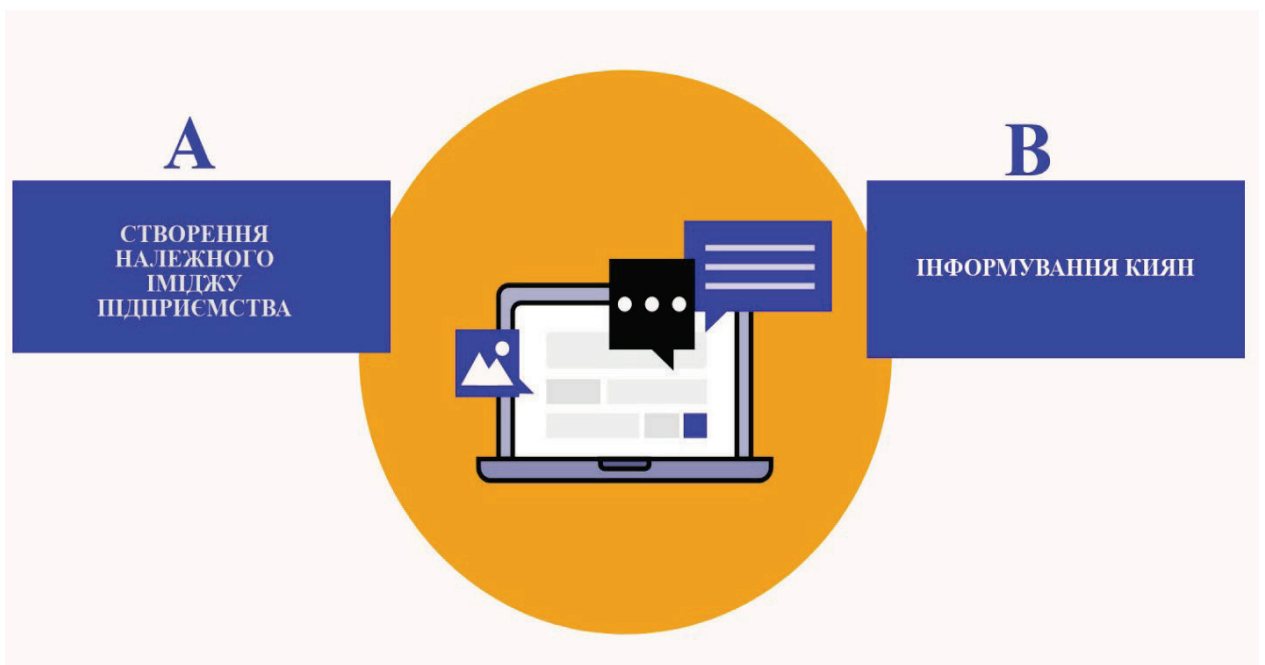 А
СТВОРЕННЯ
НАЛЕЖНОГО
ІМІДЖУ
ПІДПРИЄМСТВА
В
ІНФОРМУВАННЯ КИЯН